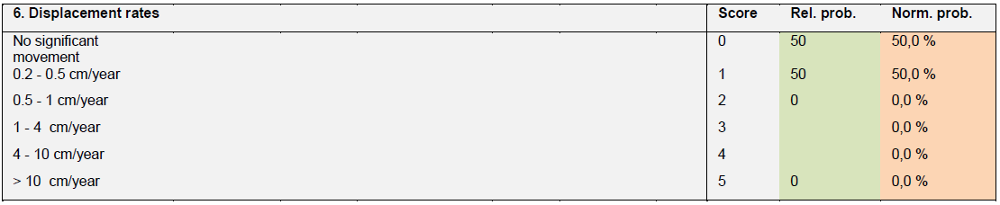 6. Displacement rates Score Rel. prob. Norm. prob.
No significant
movement 0 50 50,0 %
0.2 - 0.5 cm/year 1 50 50,0 %
0.5 - 1 cm/year 2 0 0,0 %
1 - 4 cm/year 3 0,0 %
4 - 10 cm/year 4 0,0 %
> 10 cm/year 5 0 0,0 %